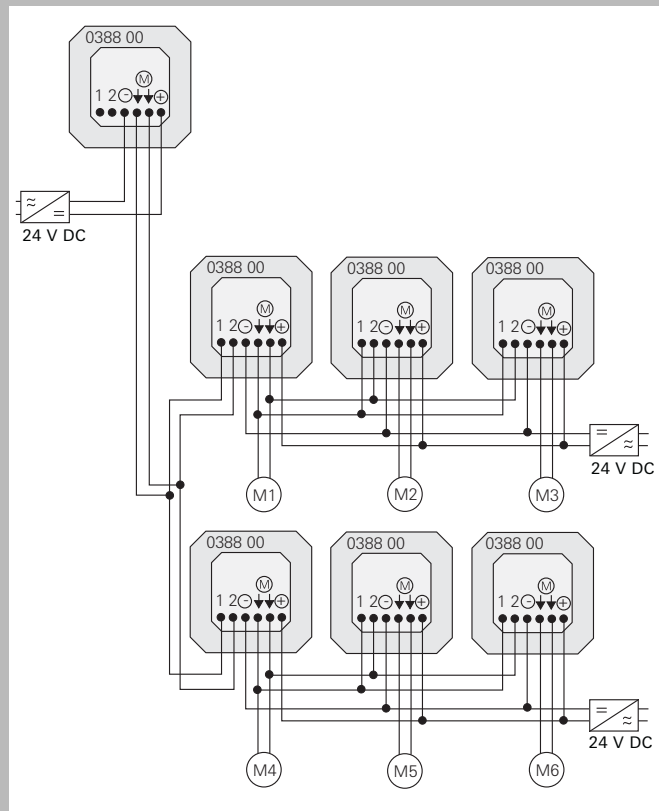 0388 00
M
1 2 - +
≈
=
24 V DC
0388 00 0388 00 0388 00
M M M
1 2 - + 1 2 - + 1 2 - +
=
≈
24 V DC
M1 M2 M3
0388 00 0388 00 0388 00
M M M
1 2 - + 1 2 - + 1 2 - +
=
≈
24 V DC
M4 M5 M6